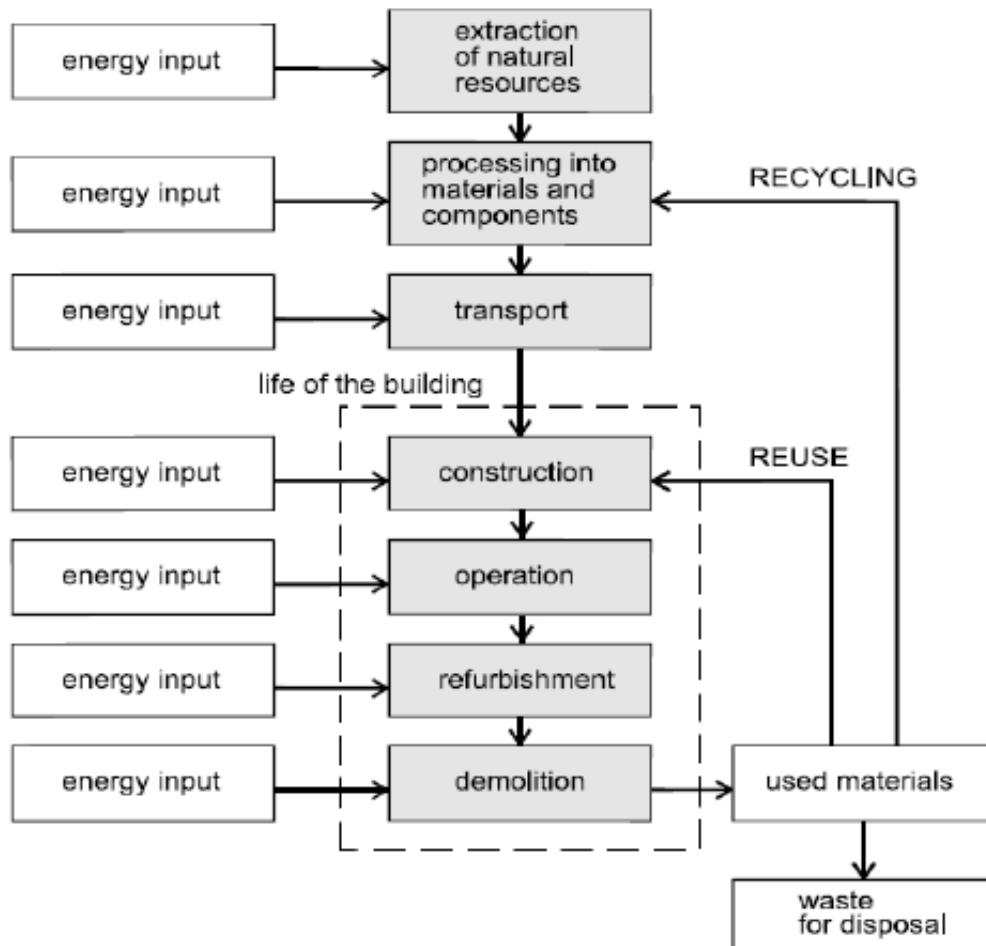 energy input
extraction
of natural
resources
energy input
processing into
materials and
components
RECYCLING
energy input
transport
life of the building
energy input
construction
REUSE
energy input
operation
energy input
refurbishment
energy input
demolition
used materials
waste
for disposal